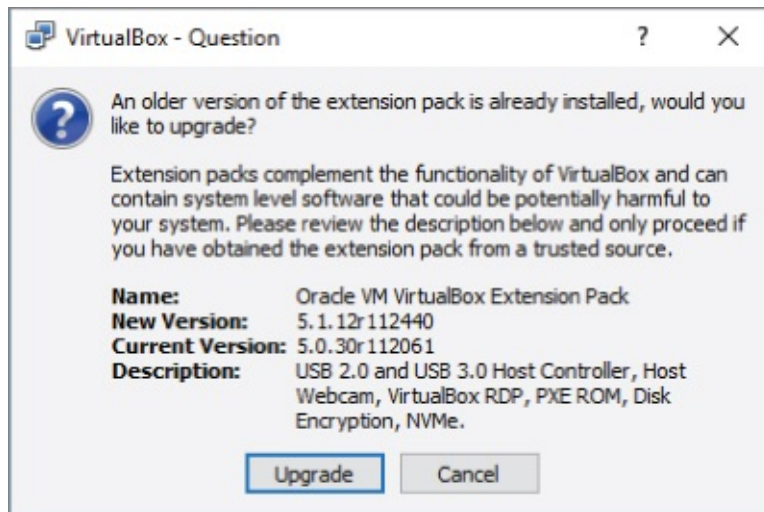 VirtualBox - Question
?
An older version of the extension pack is already installed, would you
like to upgrade?
Extension packs complement the functionality of VirtualBox and can
contain system level software that could be potentially harmful to
your system. Please review the description below and only proceed if
you have obtained the extension pack from a trusted source.
Name: Oracle VM VirtualBox Extension Pack
New Version: 5.1.12r112440
Current Version: 5.0.30r112061
Description: USB 2.0 and USB 3.0 Host Controller, Host
Webcam, VirtualBox RDP, PXE ROM, Disk
Encryption, NVMe.
Upgrade Cancel